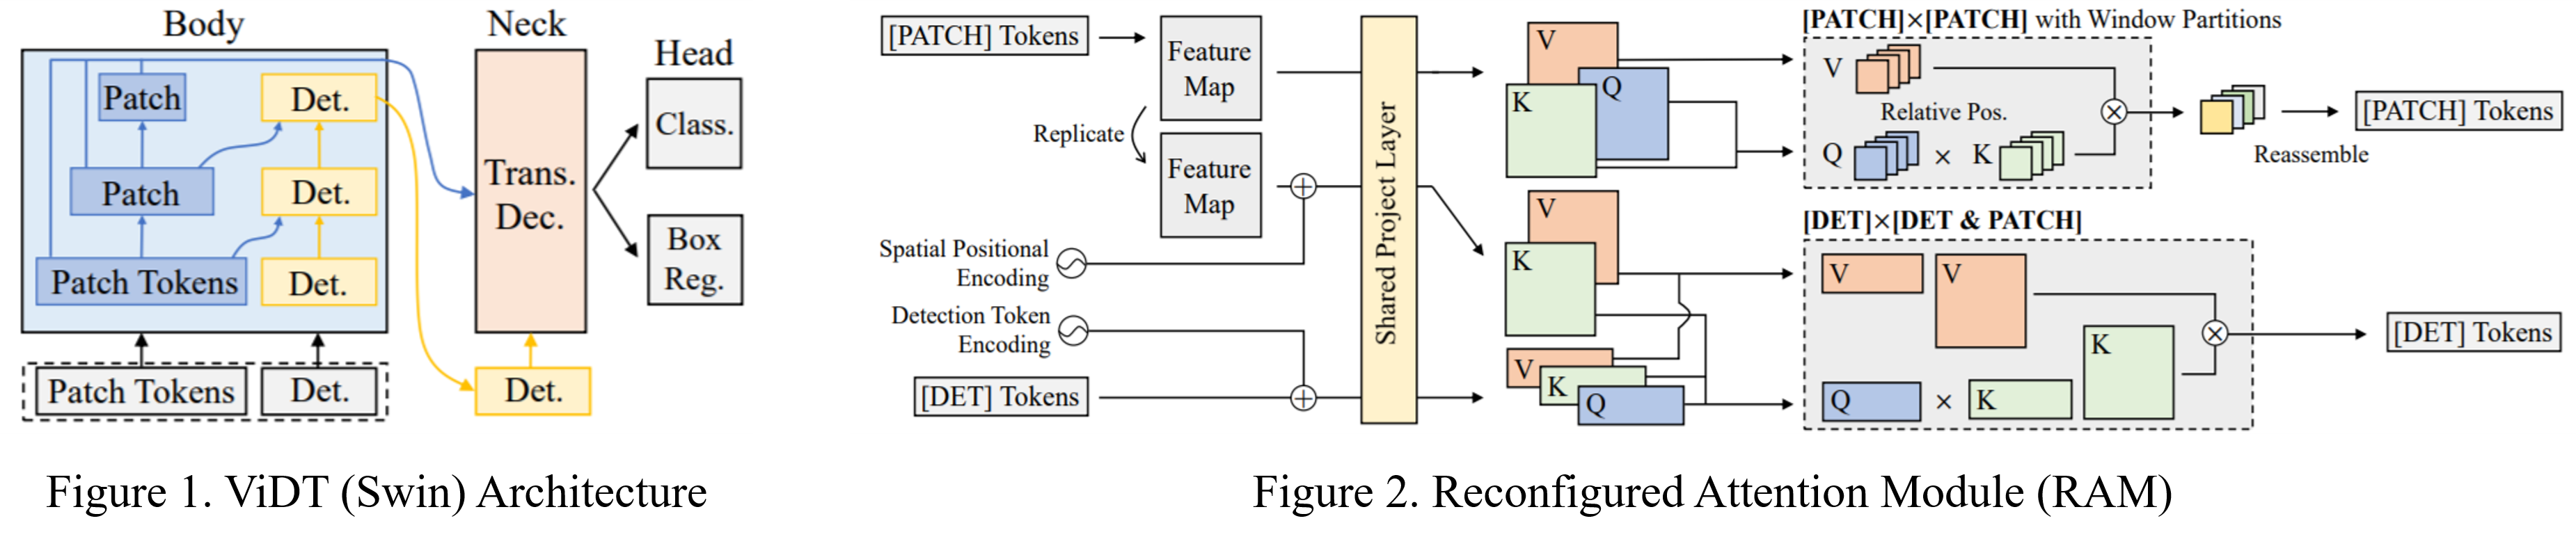 Body
Neck
Head
Patch
Det.
Patch
Det.
Patch Tokens
Det.
Patch Tokens
Det.
Trans.
Dec.
Det.
Class.
Box
Reg.
Figure 1. ViDT (Swin) Architecture
[PATCH] Tokens
Feature
Map
Replicate
Feature
Map
Spatial Positional
Encoding
Detection Token
Encoding
[DET] Tokens
Shared Project Layer
V
Q
K
V
K
V
K
Q
[PATCH]×[PATCH] with Window Partitions
V
Relative Pos.
Q × K
Reassemble
[PATCH] Tokens
[DET]×[DET & PATCH]
V V
K
Q × K
[DET] Tokens
Figure 2. Reconfigured Attention Module (RAM)